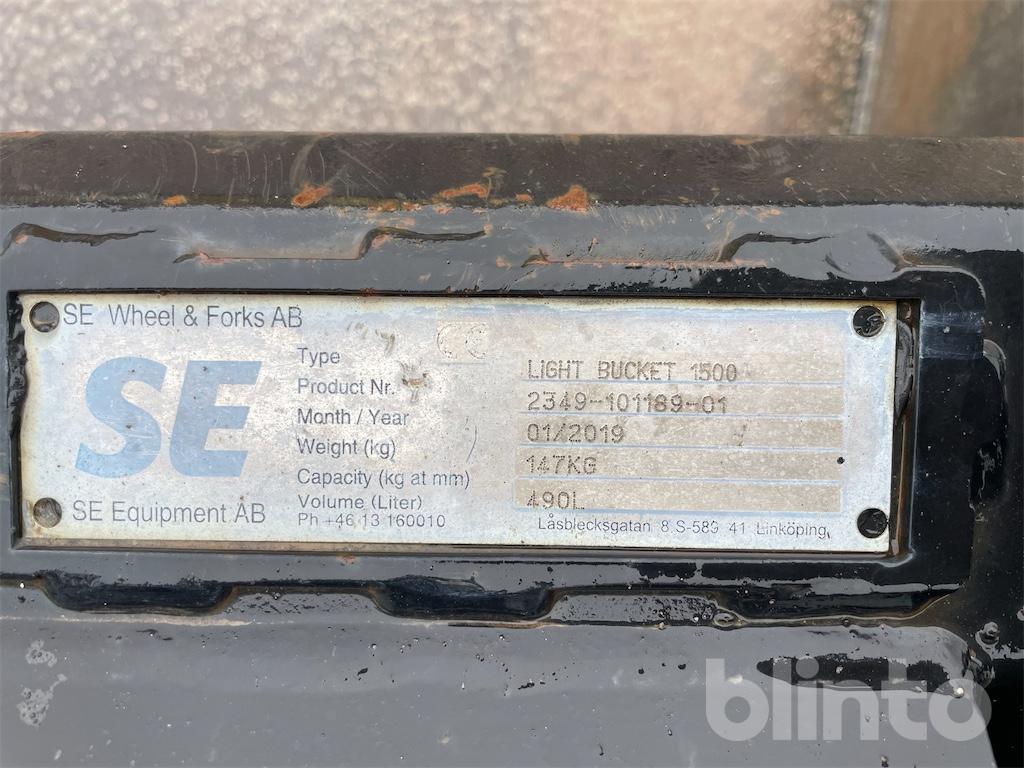 SE Wheel & Forks AB
CE
SE
Type LIGHT BUCKET 1500
Product Nr. 2349-101189-01
Month / Year 01/2019
Weight (kg) 147KG
Capacity (kg at mm)
Volume (Liter) 490L
SE Equipment AB
Ph +46 13 160010
Låsblecksgatan 8 S-589 41 Linköping,
blinto